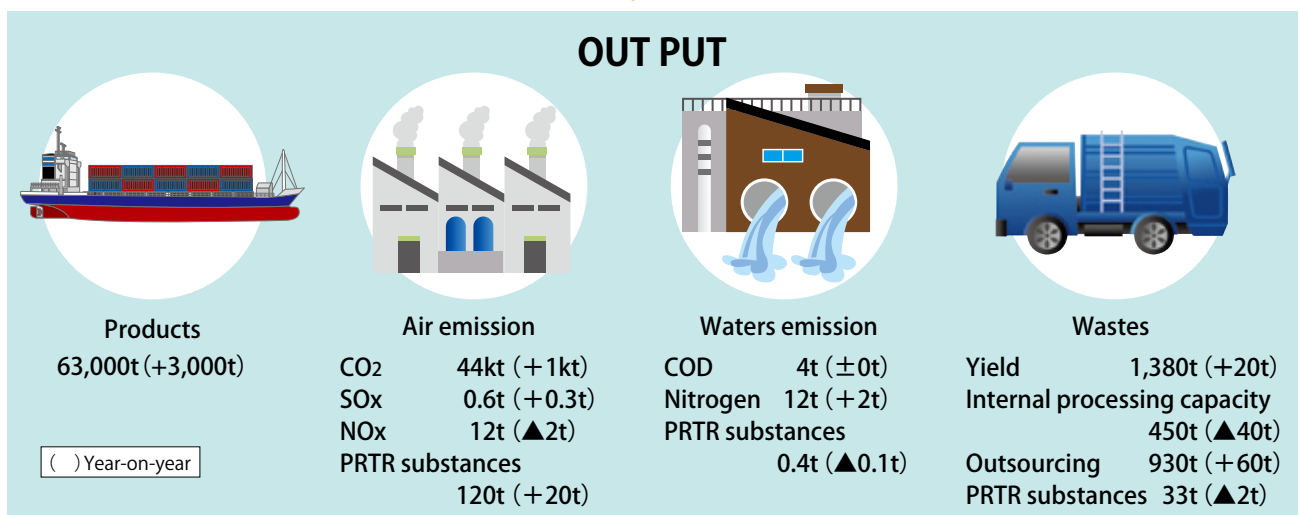 OUT PUT
Products
63,000t (+3,000t)
Air emission
CO2 44kt (+1kt)
SOx 0.6t (+0.3t)
NOx 12t (▲2t)
PRTR substances
120t (+20t)
Waters emission
COD 4t (±0t)
Nitrogen 12t (+2t)
PRTR substances
0.4t (▲0.1t)
Wastes
Yield 1,380t (+20t)
Internal processing capacity
450t (▲40t)
Outsourcing 930t (+60t)
PRTR substances 33t (▲2t)
( ) Year-on-year